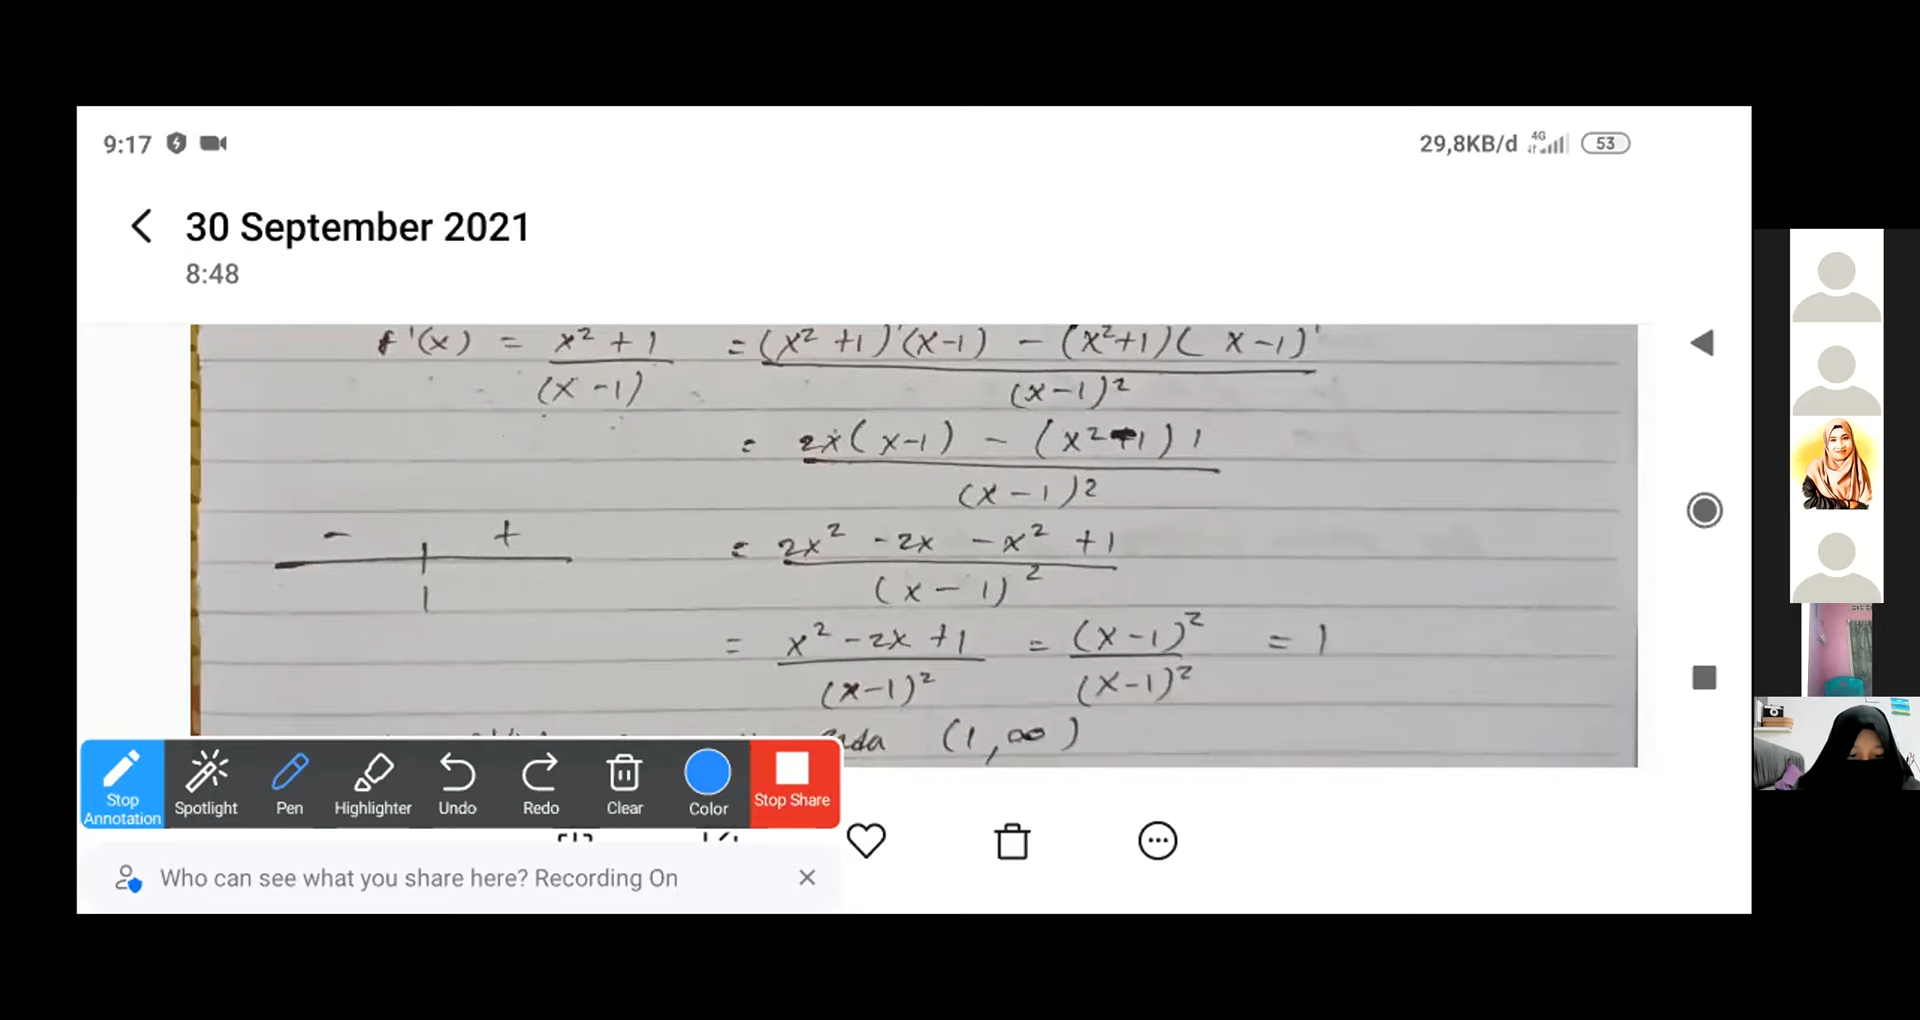 9:17 29,8KB/d 4G 53
30 September 2021
8:48
f'(x) = x² + 1 / (x - 1) = (x² + 1)'(x-1) - (x²+1)(x-1)' / (x-1)²
= 2x(x-1) - (x² + 1) 1 / (x-1)²
- + = 2x² - 2x - x² + 1 / (x - 1)²
1
= x² - 2x + 1 / (x-1)² = (x-1)² / (x-1)² = 1
(1, ∞)
Stop Annotation Spotlight Pen Highlighter Undo Redo Clear Color Stop Share
Who can see what you share here? Recording On